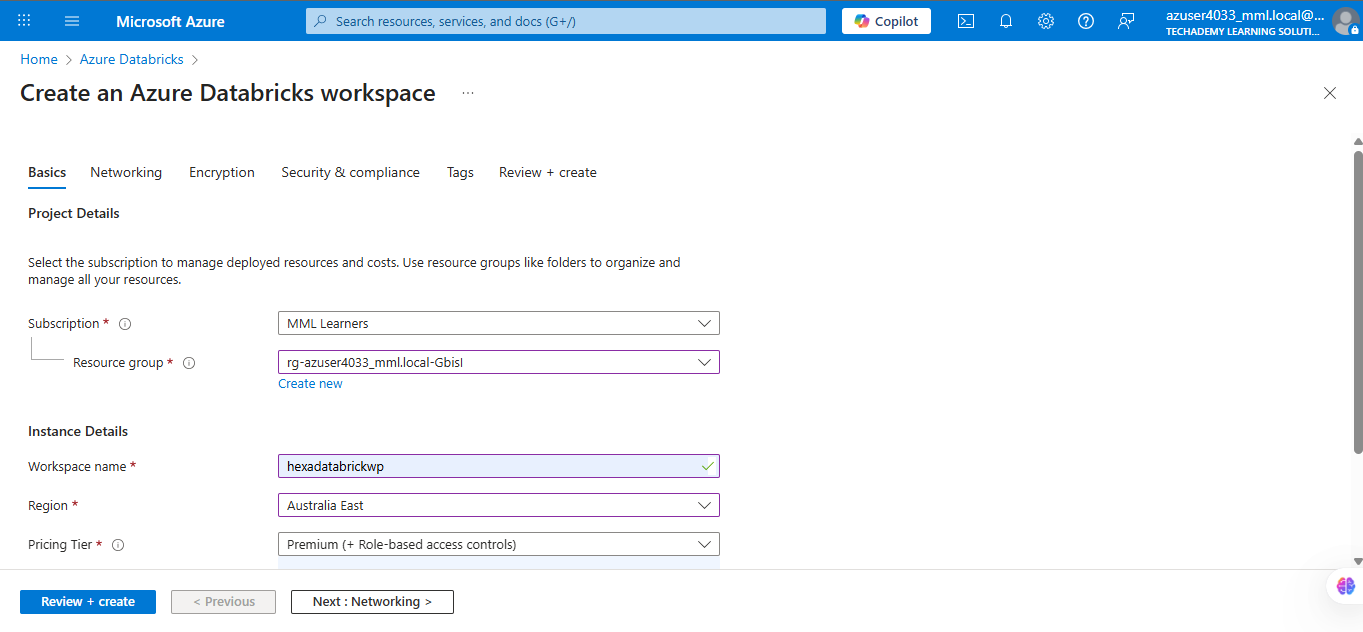 Microsoft Azure
Search resources, services, and docs (G+/)
Copilot
azuser4033_mml.local@...
TECHADEMY LEARNING SOLUTI...
Home > Azure Databricks >
Create an Azure Databricks workspace ...
Basics Networking Encryption Security & compliance Tags Review + create
Project Details
Select the subscription to manage deployed resources and costs. Use resource groups like folders to organize and
manage all your resources.
Subscription * MML Learners
Resource group * rg-azuser4033_mml.local-GbisI
Create new
Instance Details
Workspace name * hexadatabrickwp
Region * Australia East
Pricing Tier * Premium (+ Role-based access controls)
Review + create < Previous Next : Networking >